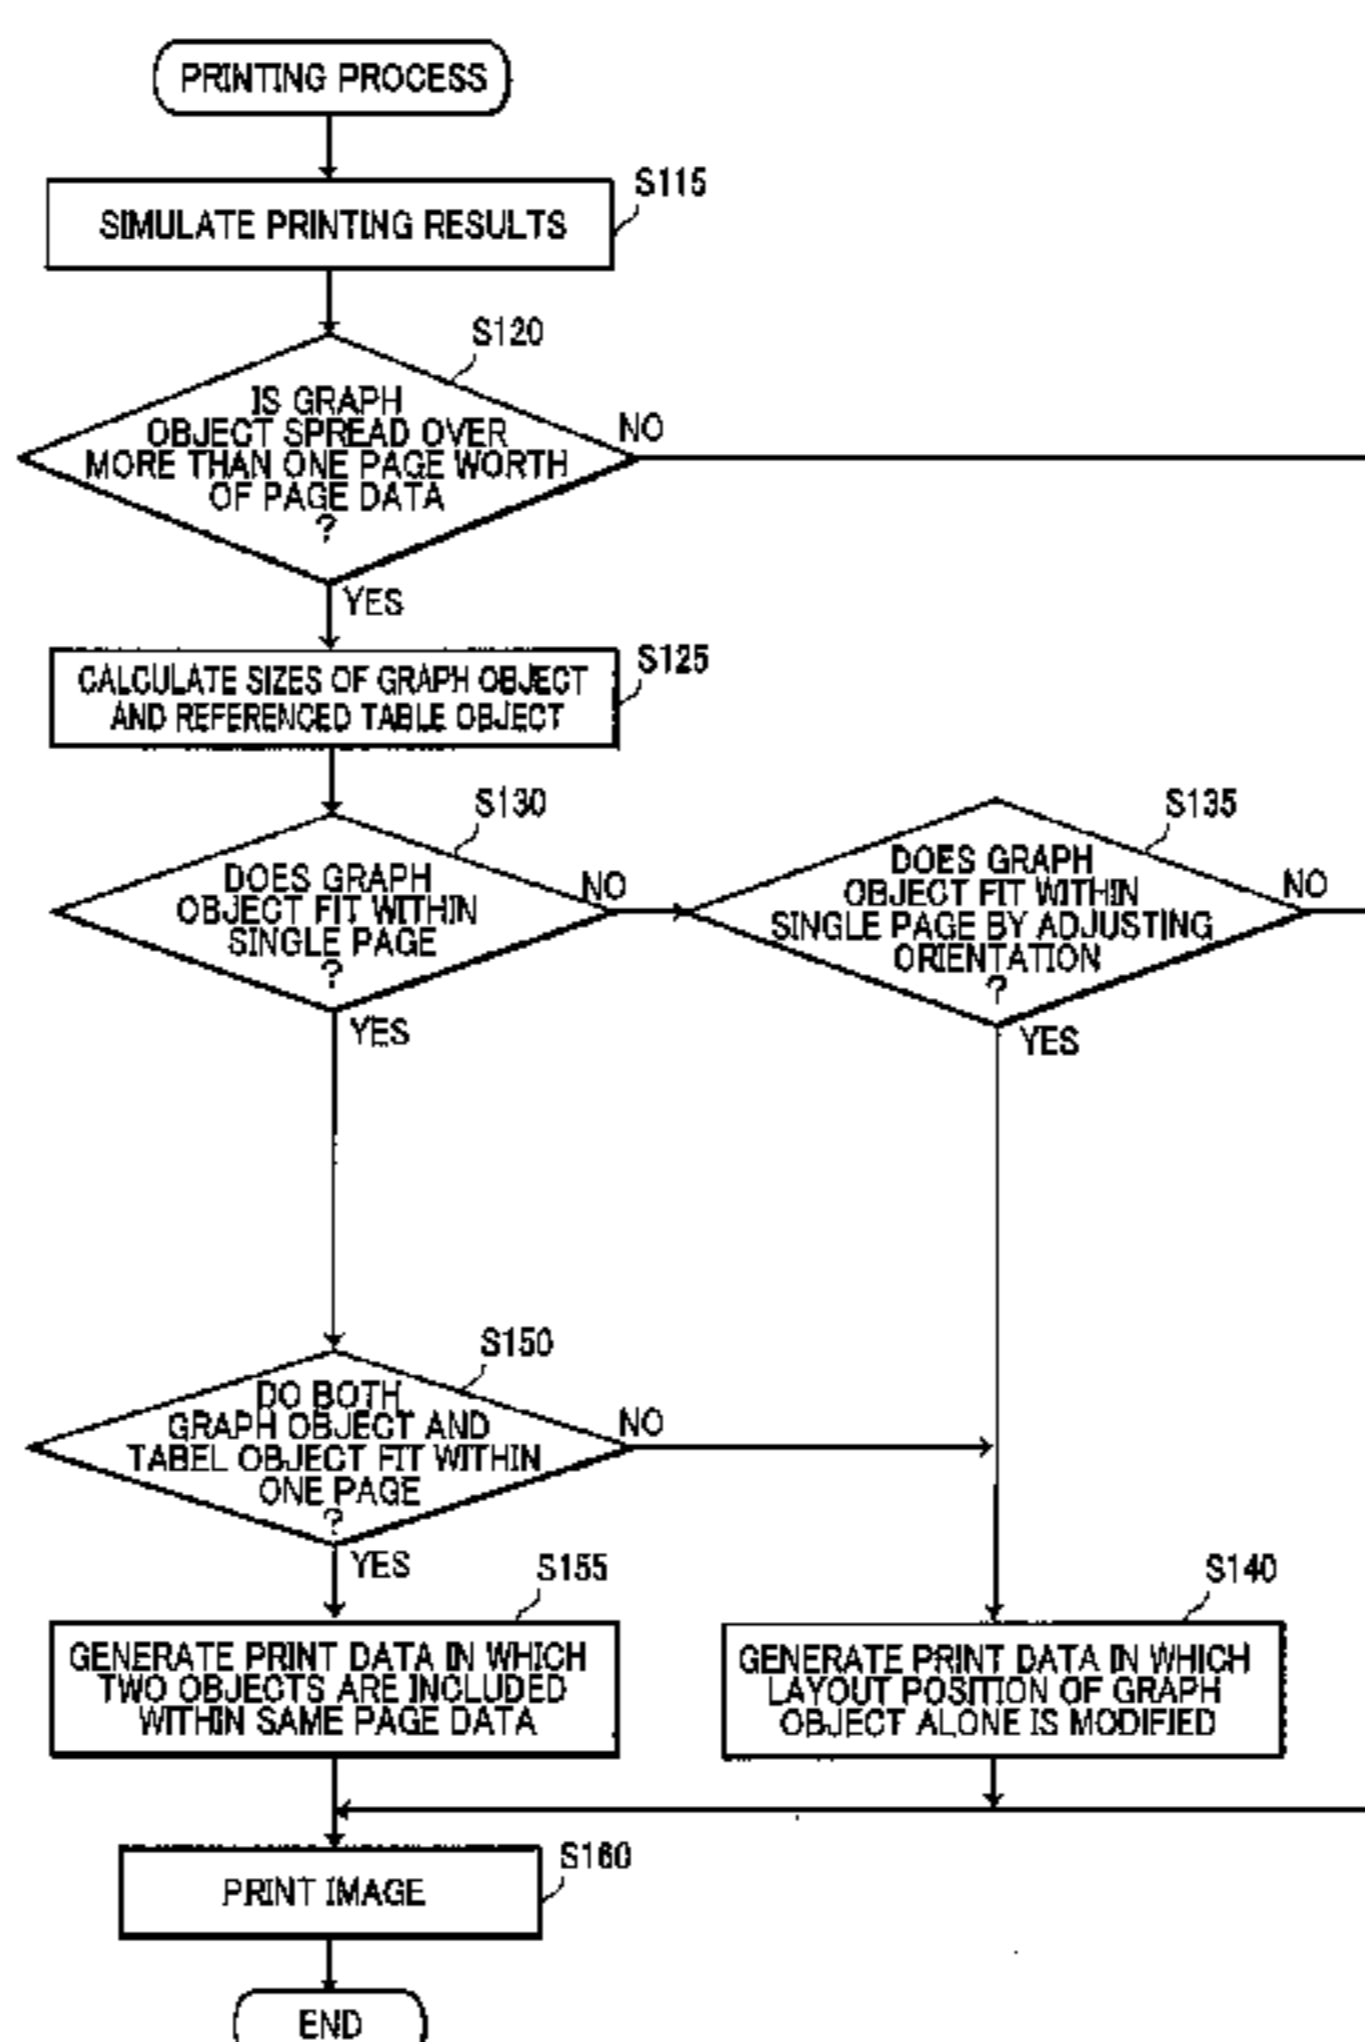 PRINTING PROCESS
S115
SIMULATE PRINTING RESULTS
S120
IS GRAPH
OBJECT SPREAD OVER
MORE THAN ONE PAGE WORTH
OF PAGE DATA
?
NO
YES
S125
CALCULATE SIZES OF GRAPH OBJECT
AND REFERENCED TABLE OBJECT
S130
DOES GRAPH
OBJECT FIT WITHIN
SINGLE PAGE
?
NO
YES
S135
DOES GRAPH
OBJECT FIT WITHIN
SINGLE PAGE BY ADJUSTING
ORIENTATION
?
NO
YES
S150
DO BOTH
GRAPH OBJECT AND
TABEL OBJECT FIT WITHIN
ONE PAGE
?
NO
YES
S155
GENERATE PRINT DATA IN WHICH
TWO OBJECTS ARE INCLUDED
WITHIN SAME PAGE DATA
S140
GENERATE PRINT DATA IN WHICH
LAYOUT POSITION OF GRAPH
OBJECT ALONE IS MODIFIED
S160
PRINT IMAGE
END